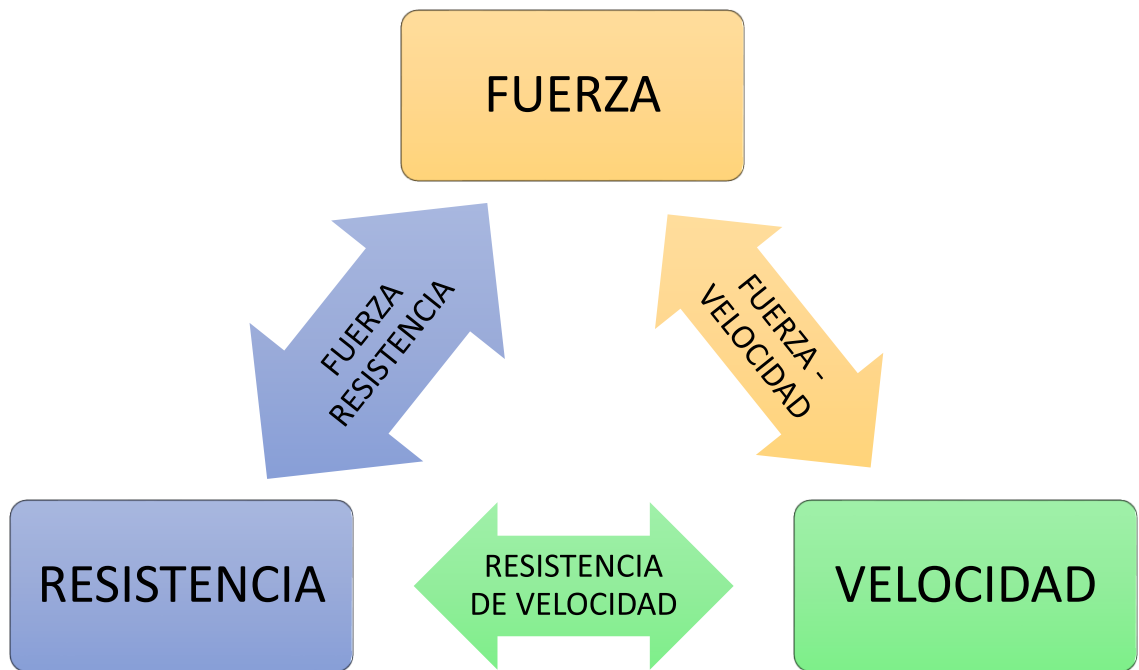 FUERZA
FUERZA
RESISTENCIA
FUERZA -
VELOCIDAD
RESISTENCIA
RESISTENCIA
DE VELOCIDAD
VELOCIDAD